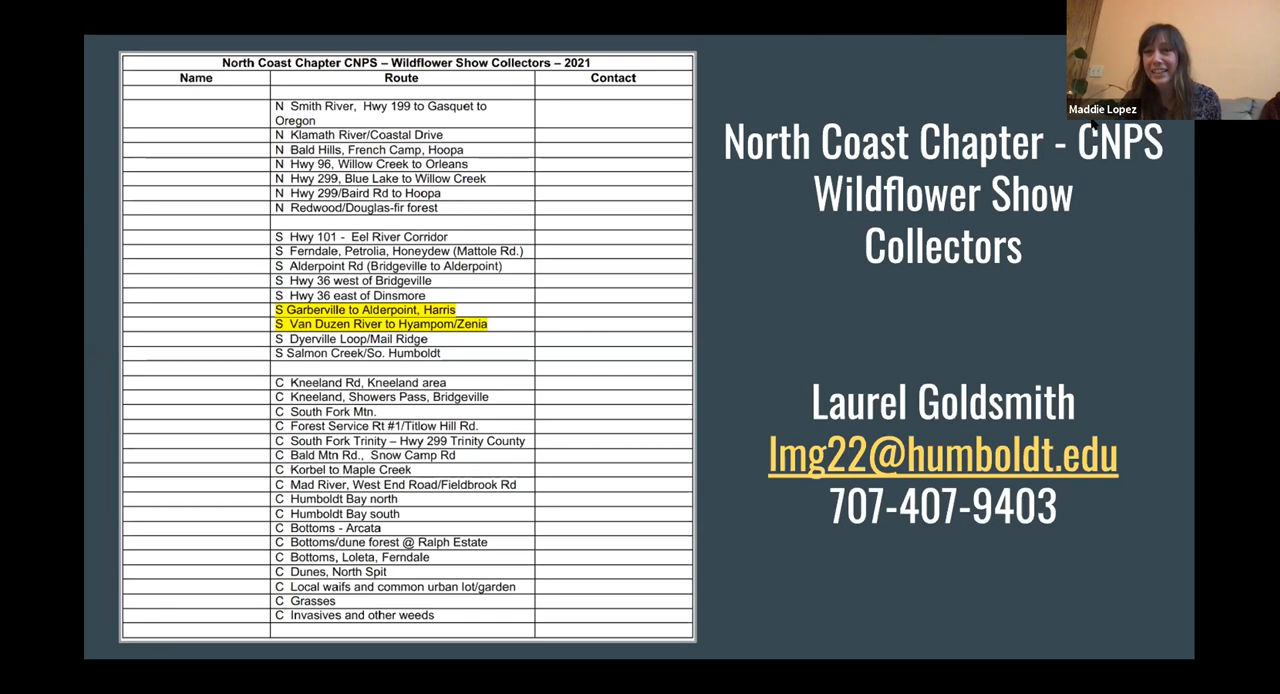 Maddie Lopez
North Coast Chapter CNPS – Wildflower Show Collectors – 2021
Name Route Contact
N Smith River, Hwy 199 to Gasquet to
Oregon
N Klamath River/Coastal Drive
N Bald Hills, French Camp, Hoopa
N Hwy 96, Willow Creek to Orleans
N Hwy 299, Blue Lake to Willow Creek
N Hwy 299/Baird Rd to Hoopa
N Redwood/Douglas-fir forest
S Hwy 101 - Eel River Corridor
S Ferndale, Petrolia, Honeydew (Mattole Rd.)
S Alderpoint Rd (Bridgeville to Alderpoint)
S Hwy 36 west of Bridgeville
S Hwy 36 east of Dinsmore
S Garberville to Alderpoint, Harris
S Van Duzen River to Hyampom/Zenia
S Dyerville Loop/Mail Ridge
S Salmon Creek/So. Humboldt
C Kneeland Rd, Kneeland area
C Kneeland, Showers Pass, Bridgeville
C South Fork Mtn.
C Forest Service Rt #1/Titlow Hill Rd.
C South Fork Trinity – Hwy 299 Trinity County
C Bald Mtn Rd., Snow Camp Rd
C Korbel to Maple Creek
C Mad River, West End Road/Fieldbrook Rd
C Humboldt Bay north
C Humboldt Bay south
C Bottoms - Arcata
C Bottoms/dune forest @ Ralph Estate
C Bottoms, Loleta, Ferndale
C Dunes, North Spit
C Local waifs and common urban lot/garden
C Grasses
C Invasives and other weeds
North Coast Chapter - CNPS
Wildflower Show
Collectors
Laurel Goldsmith
lmg22@humboldt.edu
707-407-9403